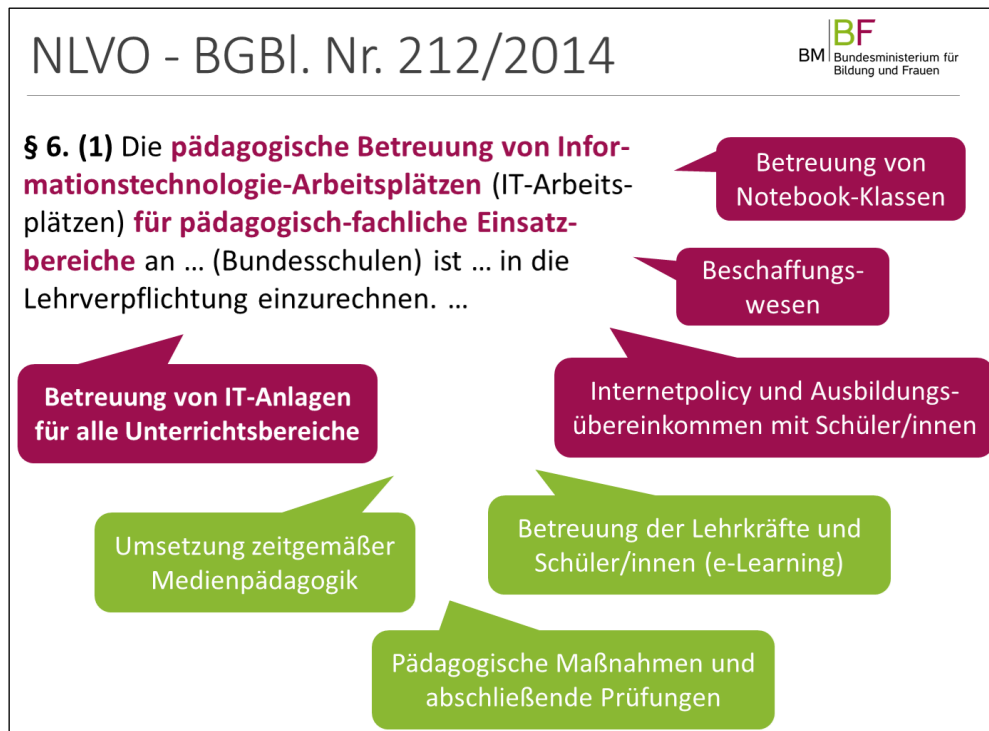 NLVO - BGBl. Nr. 212/2014
BM BF
Bundesministerium für
Bildung und Frauen
§ 6. (1) Die pädagogische Betreuung von Infor-
mationstechnologie-Arbeitsplätzen (IT-Arbeits-
plätzen) für pädagogisch-fachliche Einsatz-
bereiche an … (Bundesschulen) ist … in die
Lehrverpflichtung einzurechnen. …
Betreuung von
Notebook-Klassen
Beschaffungs-
wesen
Betreuung von IT-Anlagen
für alle Unterrichtsbereiche
Internetpolicy und Ausbildungs-
übereinkommen mit Schüler/innen
Umsetzung zeitgemäßer
Medienpädagogik
Betreuung der Lehrkräfte und
Schüler/innen (e-Learning)
Pädagogische Maßnahmen und
abschließende Prüfungen